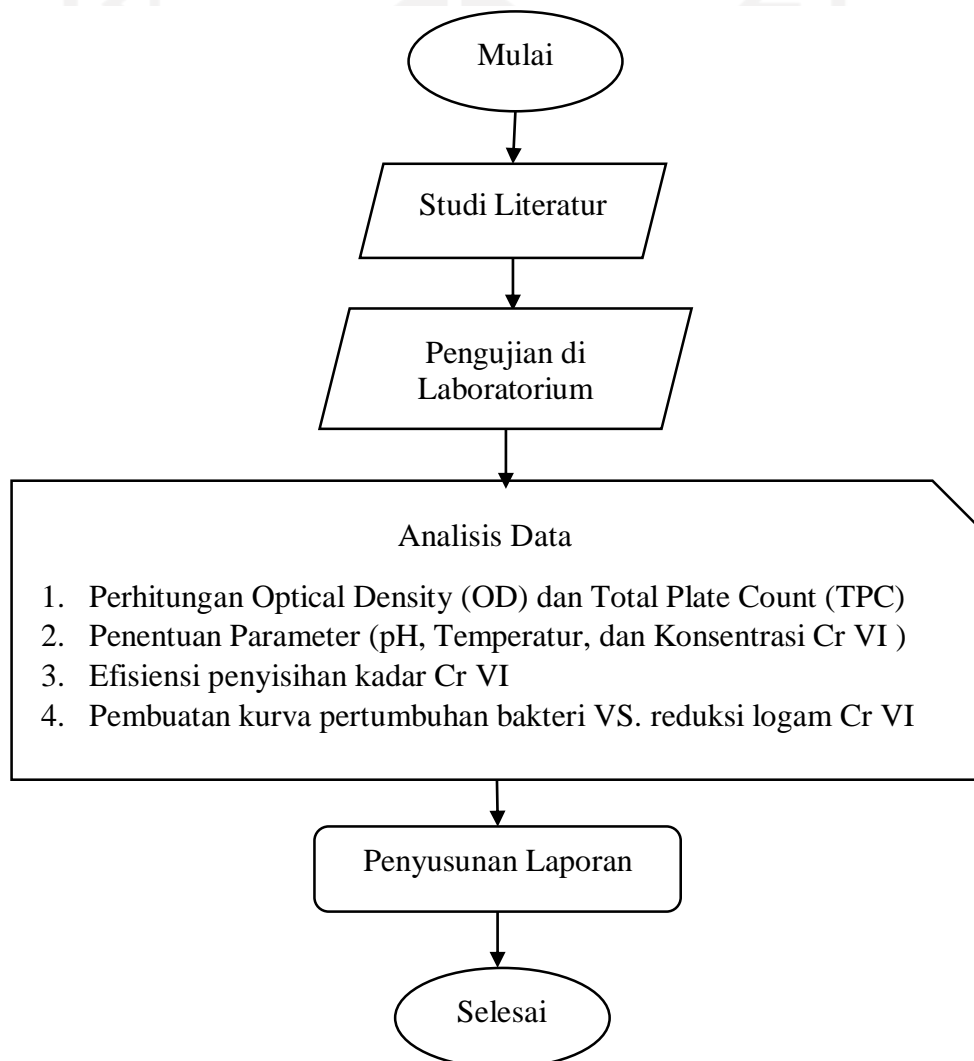 Mulai
Studi Literatur
Pengujian di
Laboratorium
Analisis Data
1. Perhitungan Optical Density (OD) dan Total Plate Count (TPC)
2. Penentuan Parameter (pH, Temperatur, dan Konsentrasi Cr VI )
3. Efisiensi penyisihan kadar Cr VI
4. Pembuatan kurva pertumbuhan bakteri VS. reduksi logam Cr VI
Penyusunan Laporan
Selesai